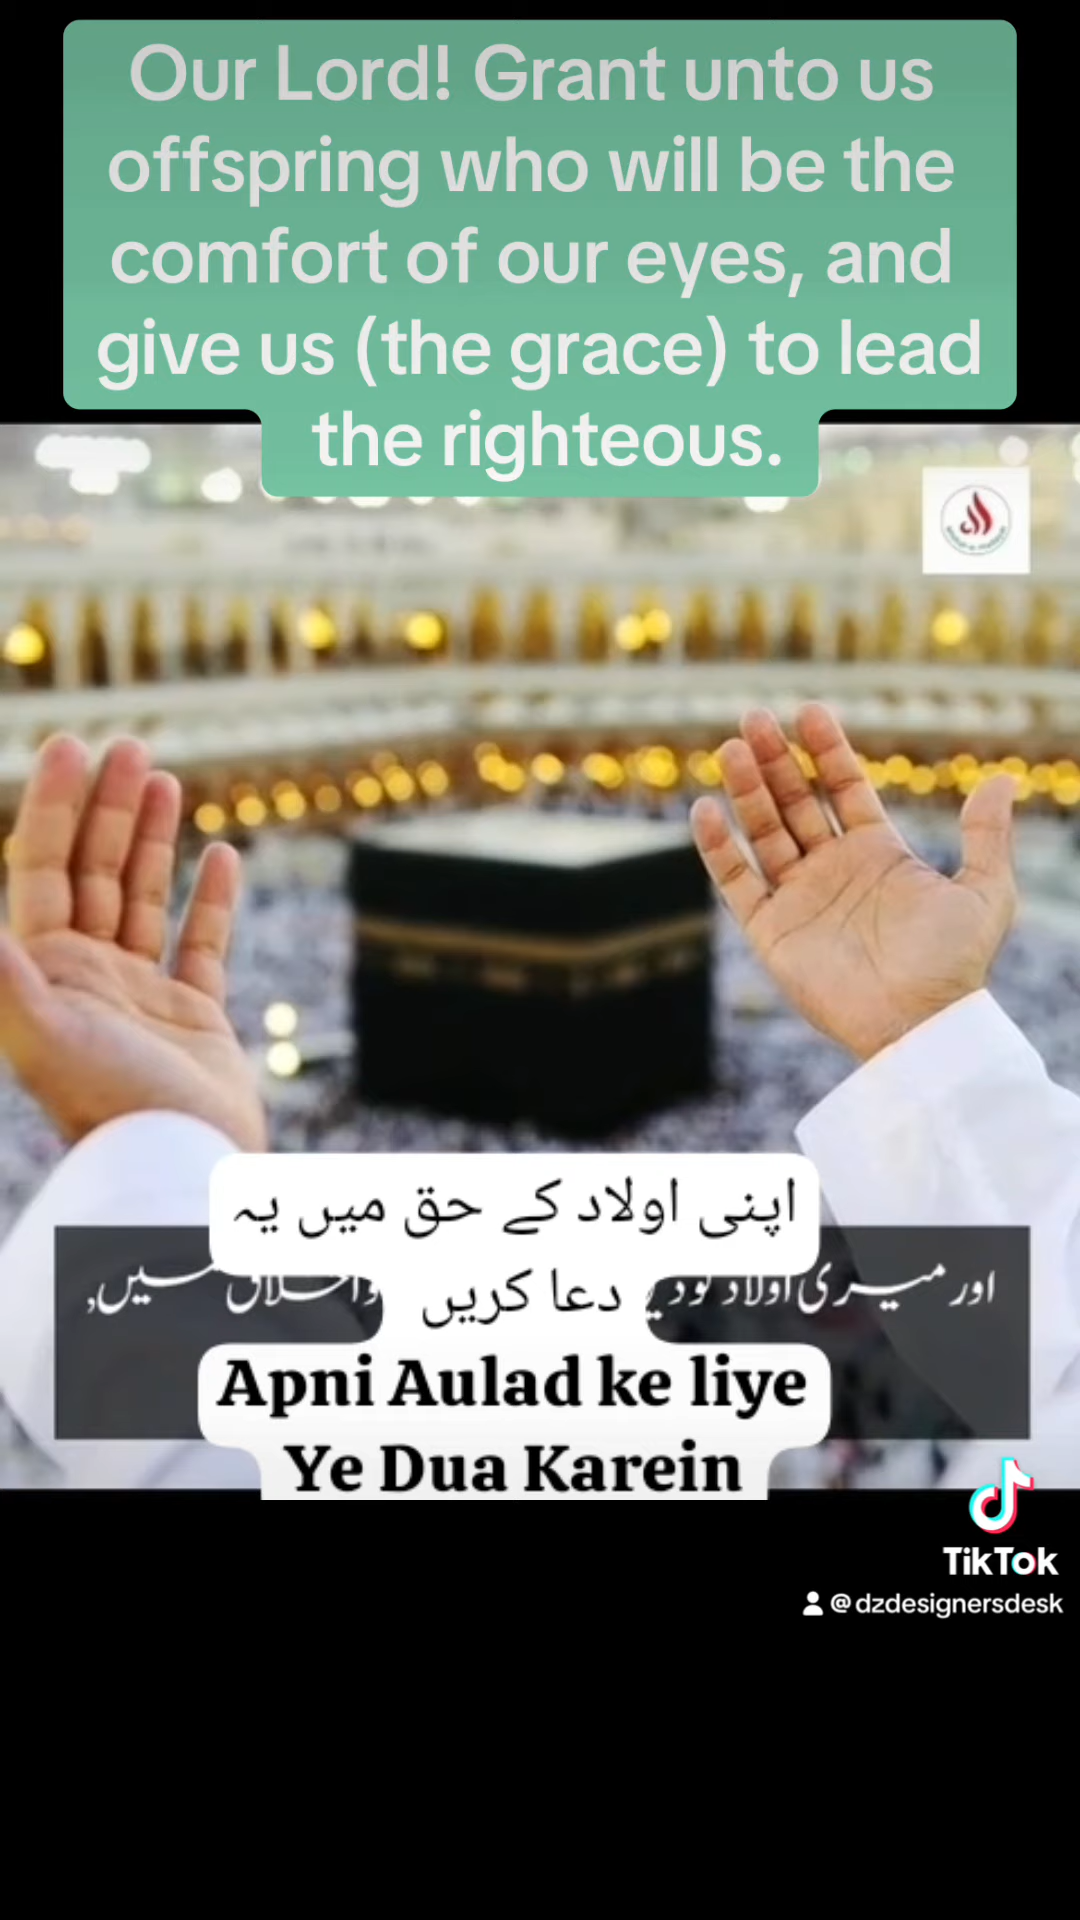 Our Lord! Grant unto us
offspring who will be the
comfort of our eyes, and
give us (the grace) to lead
the righteous.
اپنی اولاد کے حق میں یہ
دعا کریں
اور میری اولاد کو
Apni Aulad ke liye
Ye Dua Karein
TikTok
@dzdesignersdesk